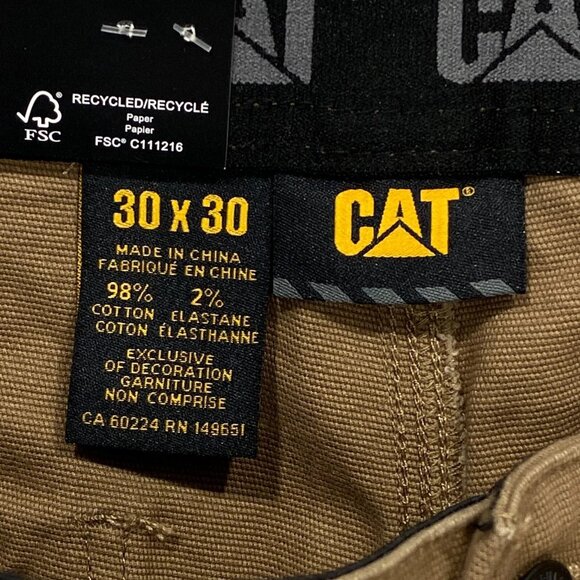 RECYCLED/RECYCLÉ
Paper
Papier
FSC® C111216
FSC
30 x 30
MADE IN CHINA
FABRIQUÉ EN CHINE
98% 2%
COTTON ELASTANE
COTON ÉLASTHANNE
EXCLUSIVE
OF DECORATION
GARNITURE
NON COMPRISE
CA 60224 RN 149651
CAT®